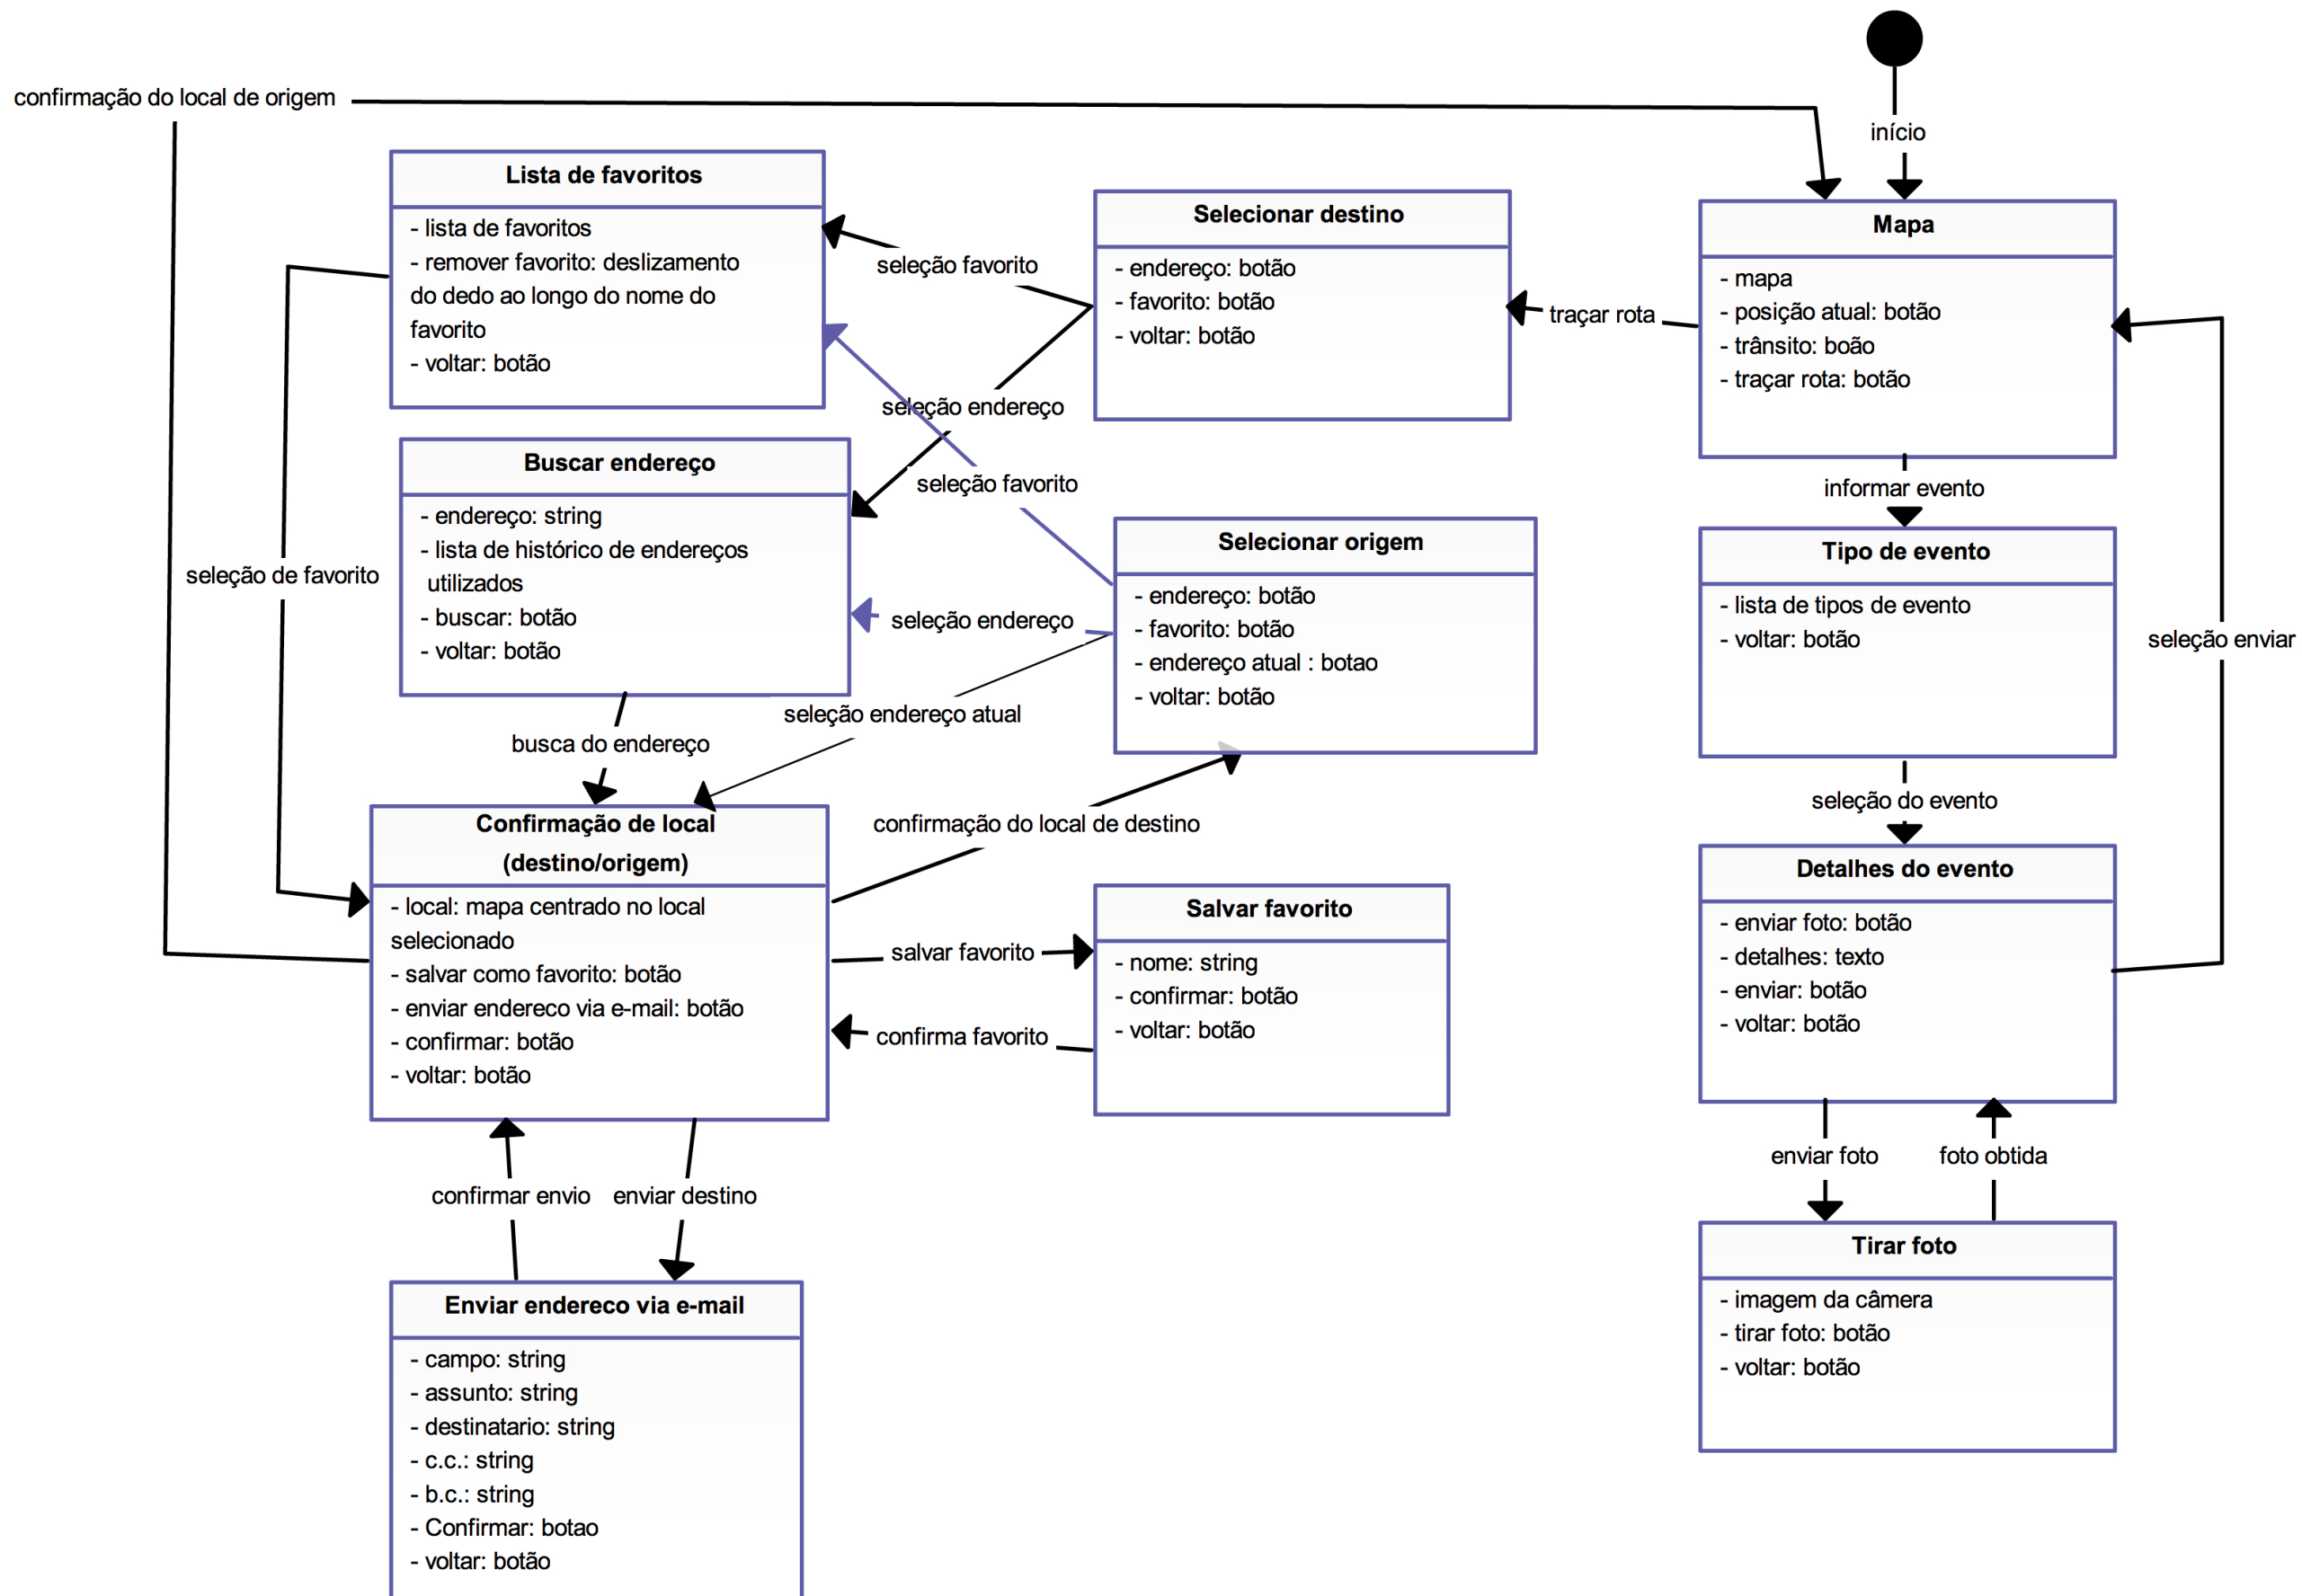 confirmação do local de origem
início
Lista de favoritos
- lista de favoritos
- remover favorito: deslizamento
do dedo ao longo do nome do
favorito
- voltar: botão
seleção favorito
Selecionar destino
- endereço: botão
- favorito: botão
- voltar: botão
traçar rota
Mapa
- mapa
- posição atual: botão
- trânsito: boão
- traçar rota: botão
seleção endereço
Buscar endereço
- endereço: string
- lista de histórico de endereços
utilizados
- buscar: botão
- voltar: botão
seleção favorito
informar evento
Selecionar origem
- endereço: botão
- favorito: botão
- endereço atual : botao
- voltar: botão
Tipo de evento
- lista de tipos de evento
- voltar: botão
seleção de favorito
seleção endereço
seleção enviar
seleção endereço atual
busca do endereço
seleção do evento
confirmação do local de destino
Confirmação de local
(destino/origem)
- local: mapa centrado no local
selecionado
- salvar como favorito: botão
- enviar endereco via e-mail: botão
- confirmar: botão
- voltar: botão
salvar favorito
confirma favorito
Salvar favorito
- nome: string
- confirmar: botão
- voltar: botão
Detalhes do evento
- enviar foto: botão
- detalhes: texto
- enviar: botão
- voltar: botão
confirmar envio
enviar destino
enviar foto
foto obtida
Enviar endereco via e-mail
- campo: string
- assunto: string
- destinatario: string
- c.c.: string
- b.c.: string
- Confirmar: botao
- voltar: botão
Tirar foto
- imagem da câmera
- tirar foto: botão
- voltar: botão